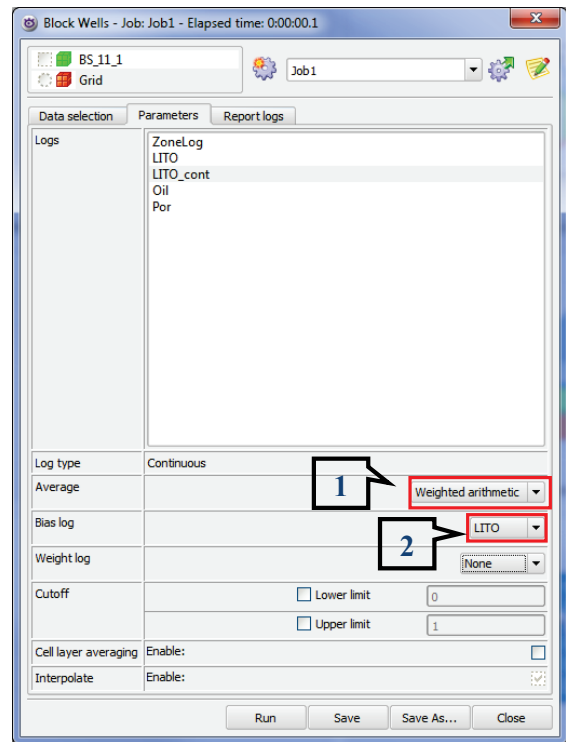 Block Wells - Job: Job1 - Elapsed time: 0:00:00.1
BS_11_1
Grid
Job1
Data selection Parameters Report logs
Logs
ZoneLog
LITO
LITO_cont
Oil
Por
Log type Continuous
Average 1 Weighted arithmetic
Bias log LITO
2
Weight log None
Cutoff Lower limit 0
Upper limit 1
Cell layer averaging Enable:
Interpolate Enable:
Run Save Save As... Close